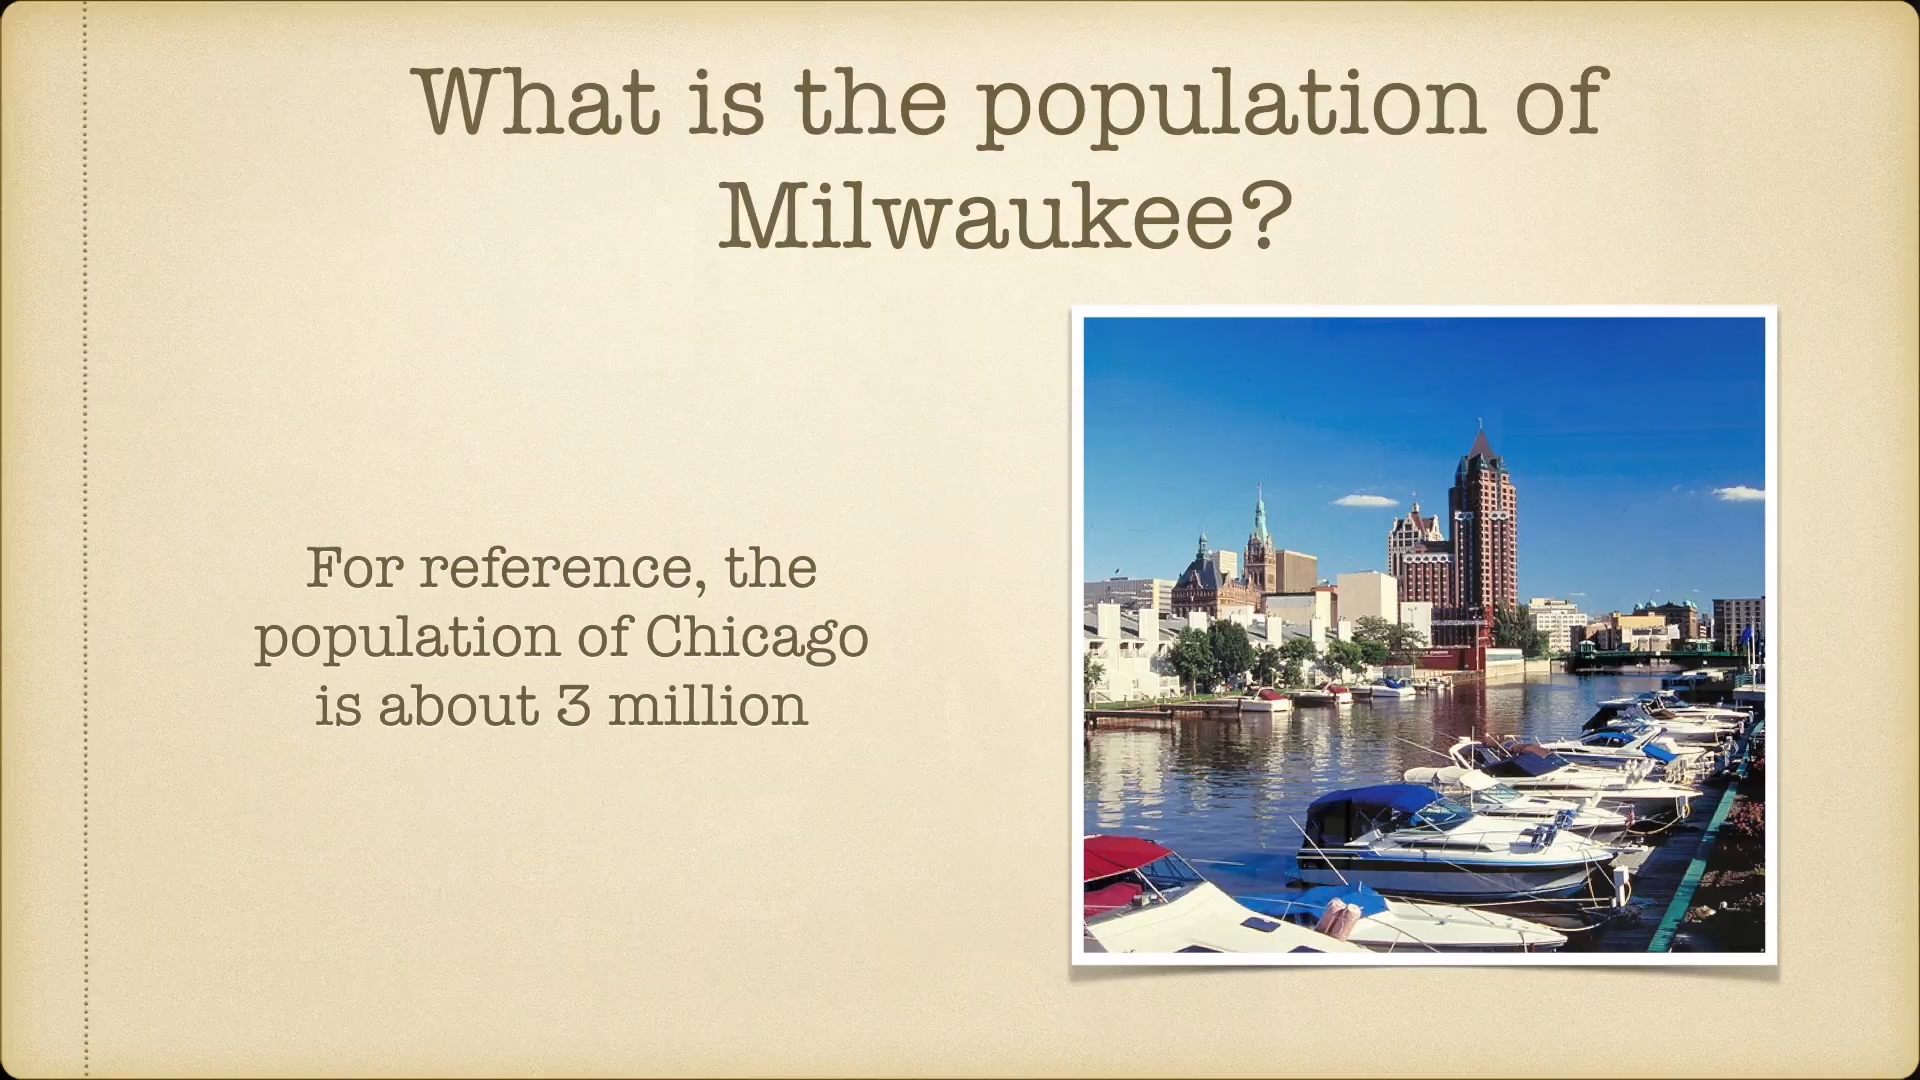 What is the population of
Milwaukee?
For reference, the
population of Chicago
is about 3 million